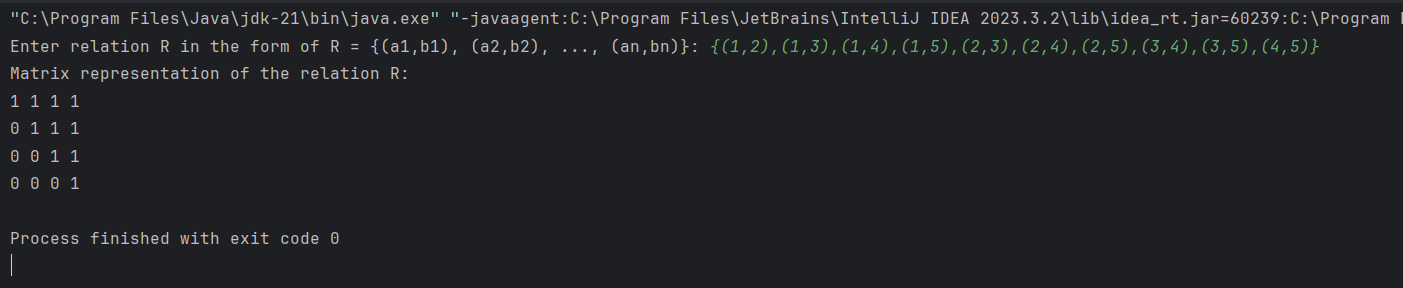 "C:\Program Files\Java\jdk-21\bin\java.exe" "-javaagent:C:\Program Files\JetBrains\IntelliJ IDEA 2023.3.2\lib\idea_rt.jar=60239:C:\Program
Enter relation R in the form of R = {(a1,b1), (a2,b2), ..., (an,bn)}: {(1,2),(1,3),(1,4),(1,5),(2,3),(2,4),(2,5),(3,4),(3,5),(4,5)}
Matrix representation of the relation R:
1 1 1 1
0 1 1 1
0 0 1 1
0 0 0 1
Process finished with exit code 0